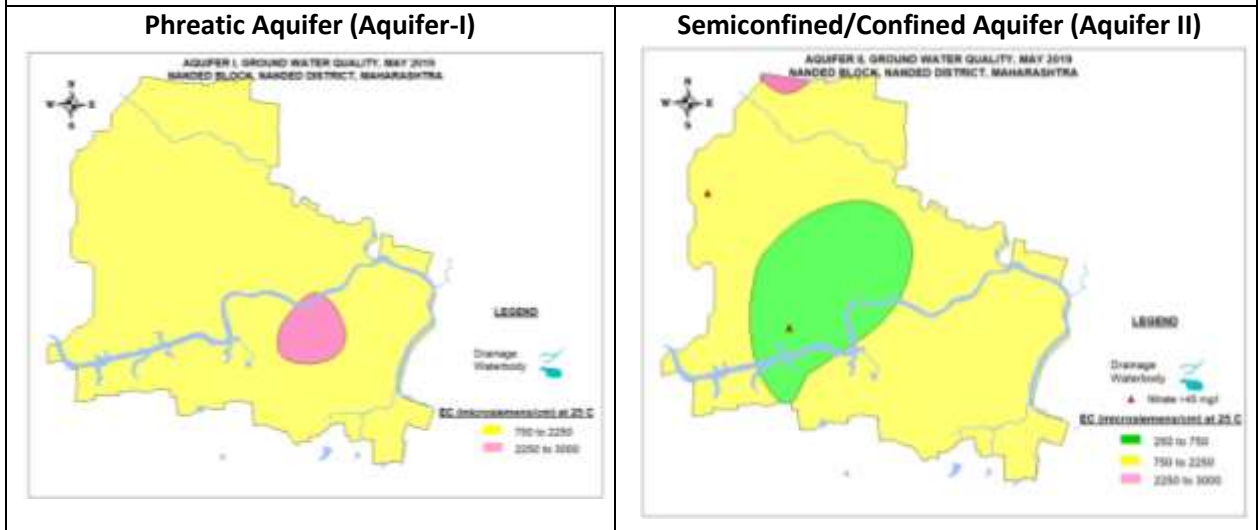 Phreatic Aquifer (Aquifer-I)
AQUIFER I, GROUND WATER QUALITY, MAY 2019
NANDED BLOCK, NANDED DISTRICT, MAHARASHTRA
N
W E
S
LEGEND
Drainage
Waterbody
EC (microsiemens/cm) at 25 C
750 to 2250
2250 to 3000
Semiconfined/Confined Aquifer (Aquifer II)
AQUIFER II, GROUND WATER QUALITY, MAY 2019
NANDED BLOCK, NANDED DISTRICT, MAHARASHTRA
N
W E
S
LEGEND
Drainage
Waterbody
Nitrate >45 mg/l
EC (microsiemens/cm) at 25 C
250 to 750
750 to 2250
2250 to 3000